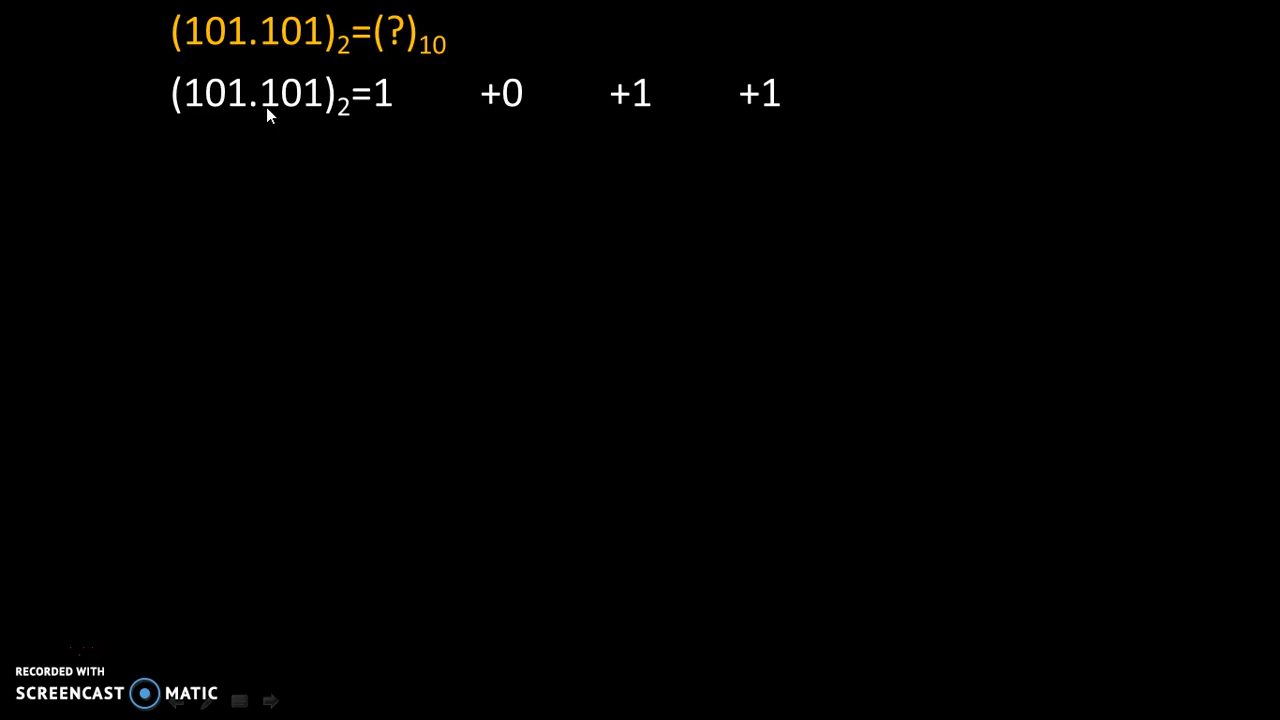 (101.101)₂=(?)₁₀
(101.101)₂=1 +0 +1 +1
RECORDED WITH
SCREENCAST MATIC